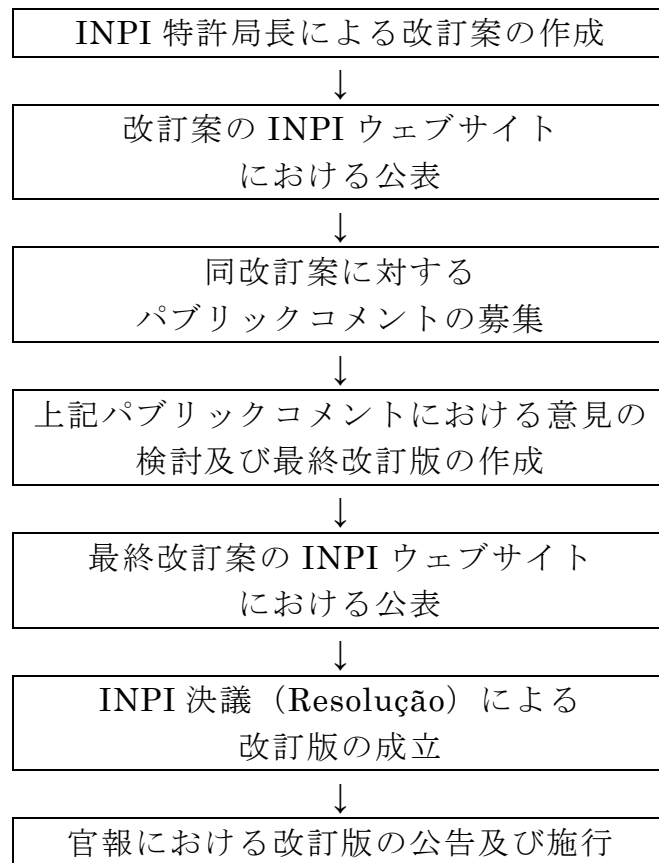 INPI 特許局長による改訂案の作成
↓
改訂案の INPI ウェブサイト
における公表
↓
同改訂案に対する
パブリックコメントの募集
↓
上記パブリックコメントにおける意見の
検討及び最終改訂版の作成
↓
最終改訂案の INPI ウェブサイト
における公表
↓
INPI 決議（Resolução）による
改訂版の成立
↓
官報における改訂版の公告及び施行